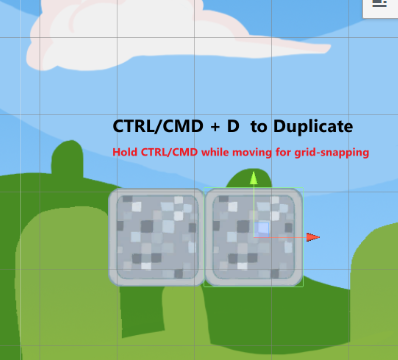 CTRL/CMD + D to Duplicate
Hold CTRL/CMD while moving for grid-snapping